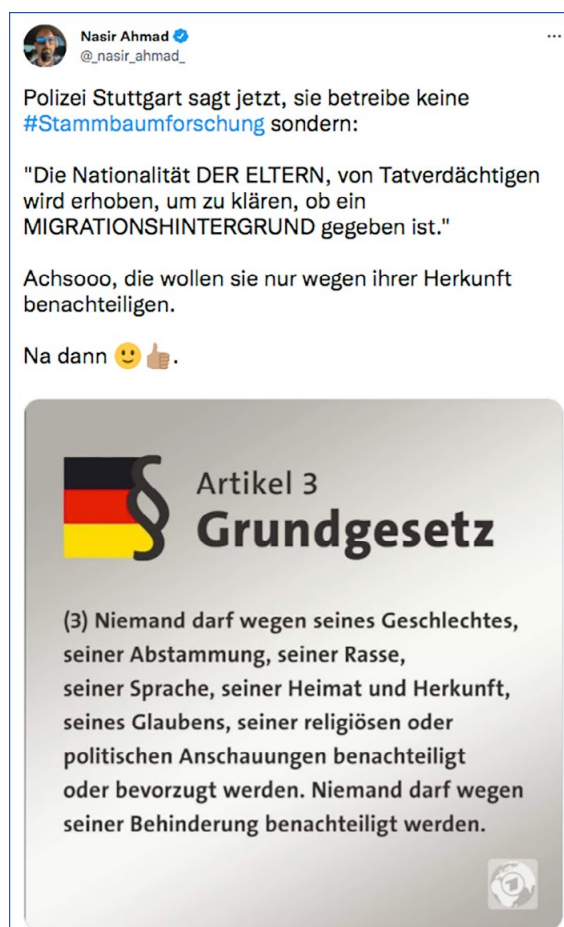 Nasir Ahmad
@_nasir_ahmad_
Polizei Stuttgart sagt jetzt, sie betreibe keine
#Stammbaumforschung sondern:
"Die Nationalität DER ELTERN, von Tatverdächtigen
wird erhoben, um zu klären, ob ein
MIGRATIONSHINTERGRUND gegeben ist."
Achsooo, die wollen sie nur wegen ihrer Herkunft
benachteiligen.
Na dann 🙂👍🏽.
§ Artikel 3
Grundgesetz
(3) Niemand darf wegen seines Geschlechtes,
seiner Abstammung, seiner Rasse,
seiner Sprache, seiner Heimat und Herkunft,
seines Glaubens, seiner religiösen oder
politischen Anschauungen benachteiligt
oder bevorzugt werden. Niemand darf wegen
seiner Behinderung benachteiligt werden.
1